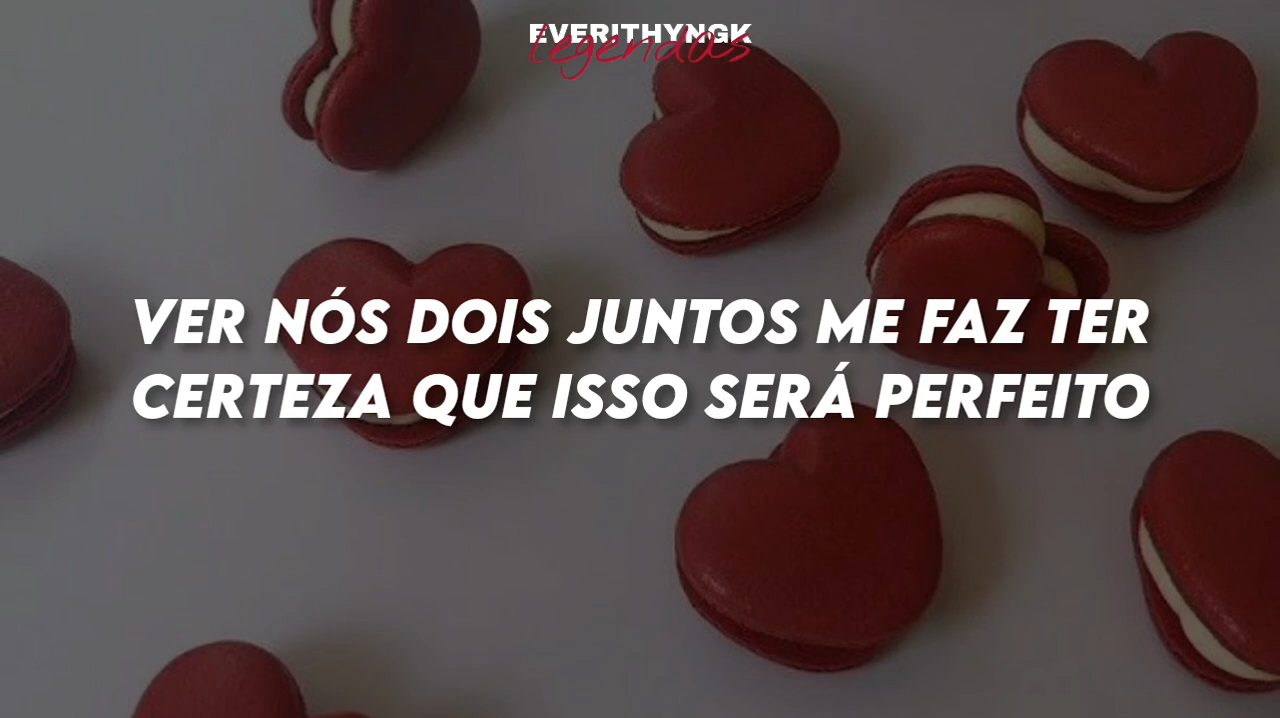 EVERITHYNGK
legendas
VER NÓS DOIS JUNTOS ME FAZ TER
CERTEZA QUE ISSO SERÁ PERFEITO